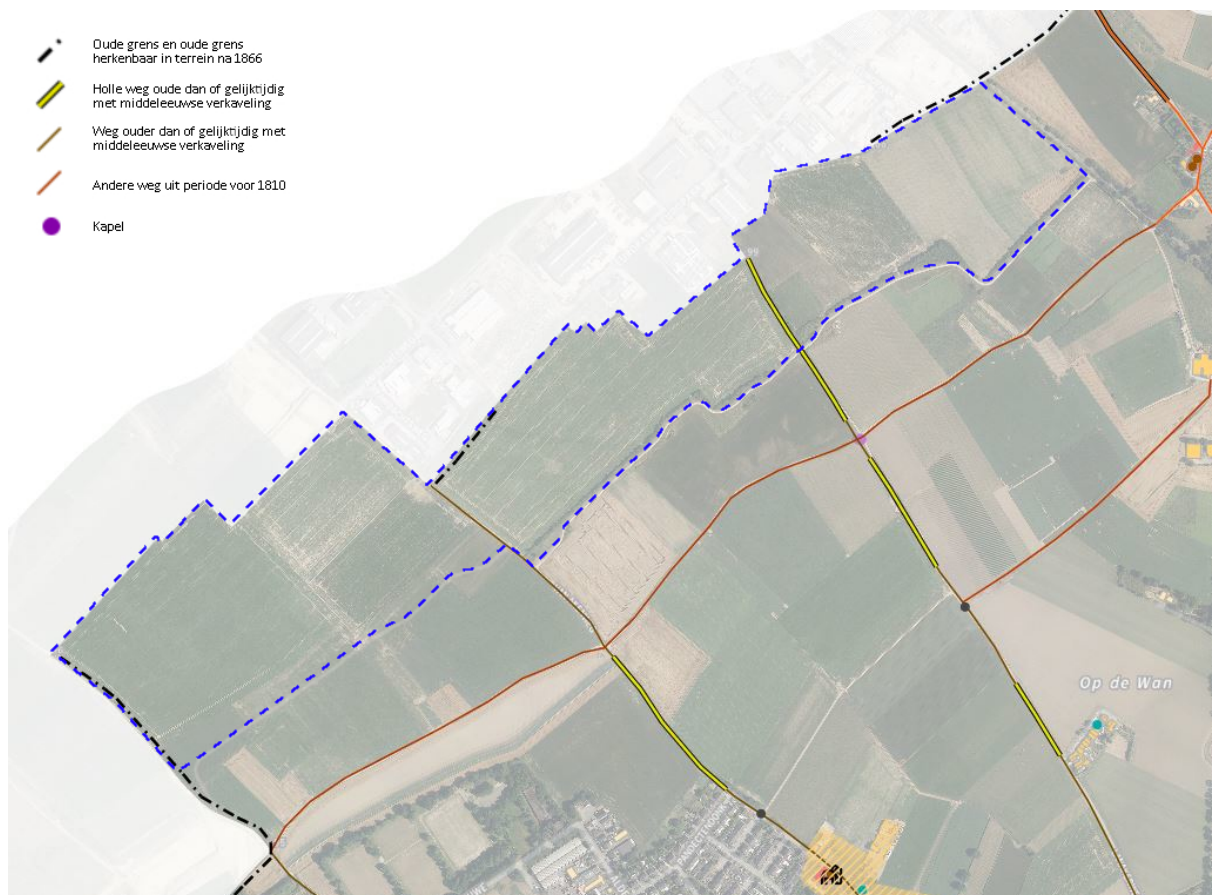 Oude grens en oude grens
herkenbaar in terrein na 1866
Holle weg oude dan of gelijktijdig
met middeleeuwse verkaveling
Weg ouder dan of gelijktijdig met
middeleeuwse verkaveling
Andere weg uit periode voor 1810
Kapel
Op de Wan